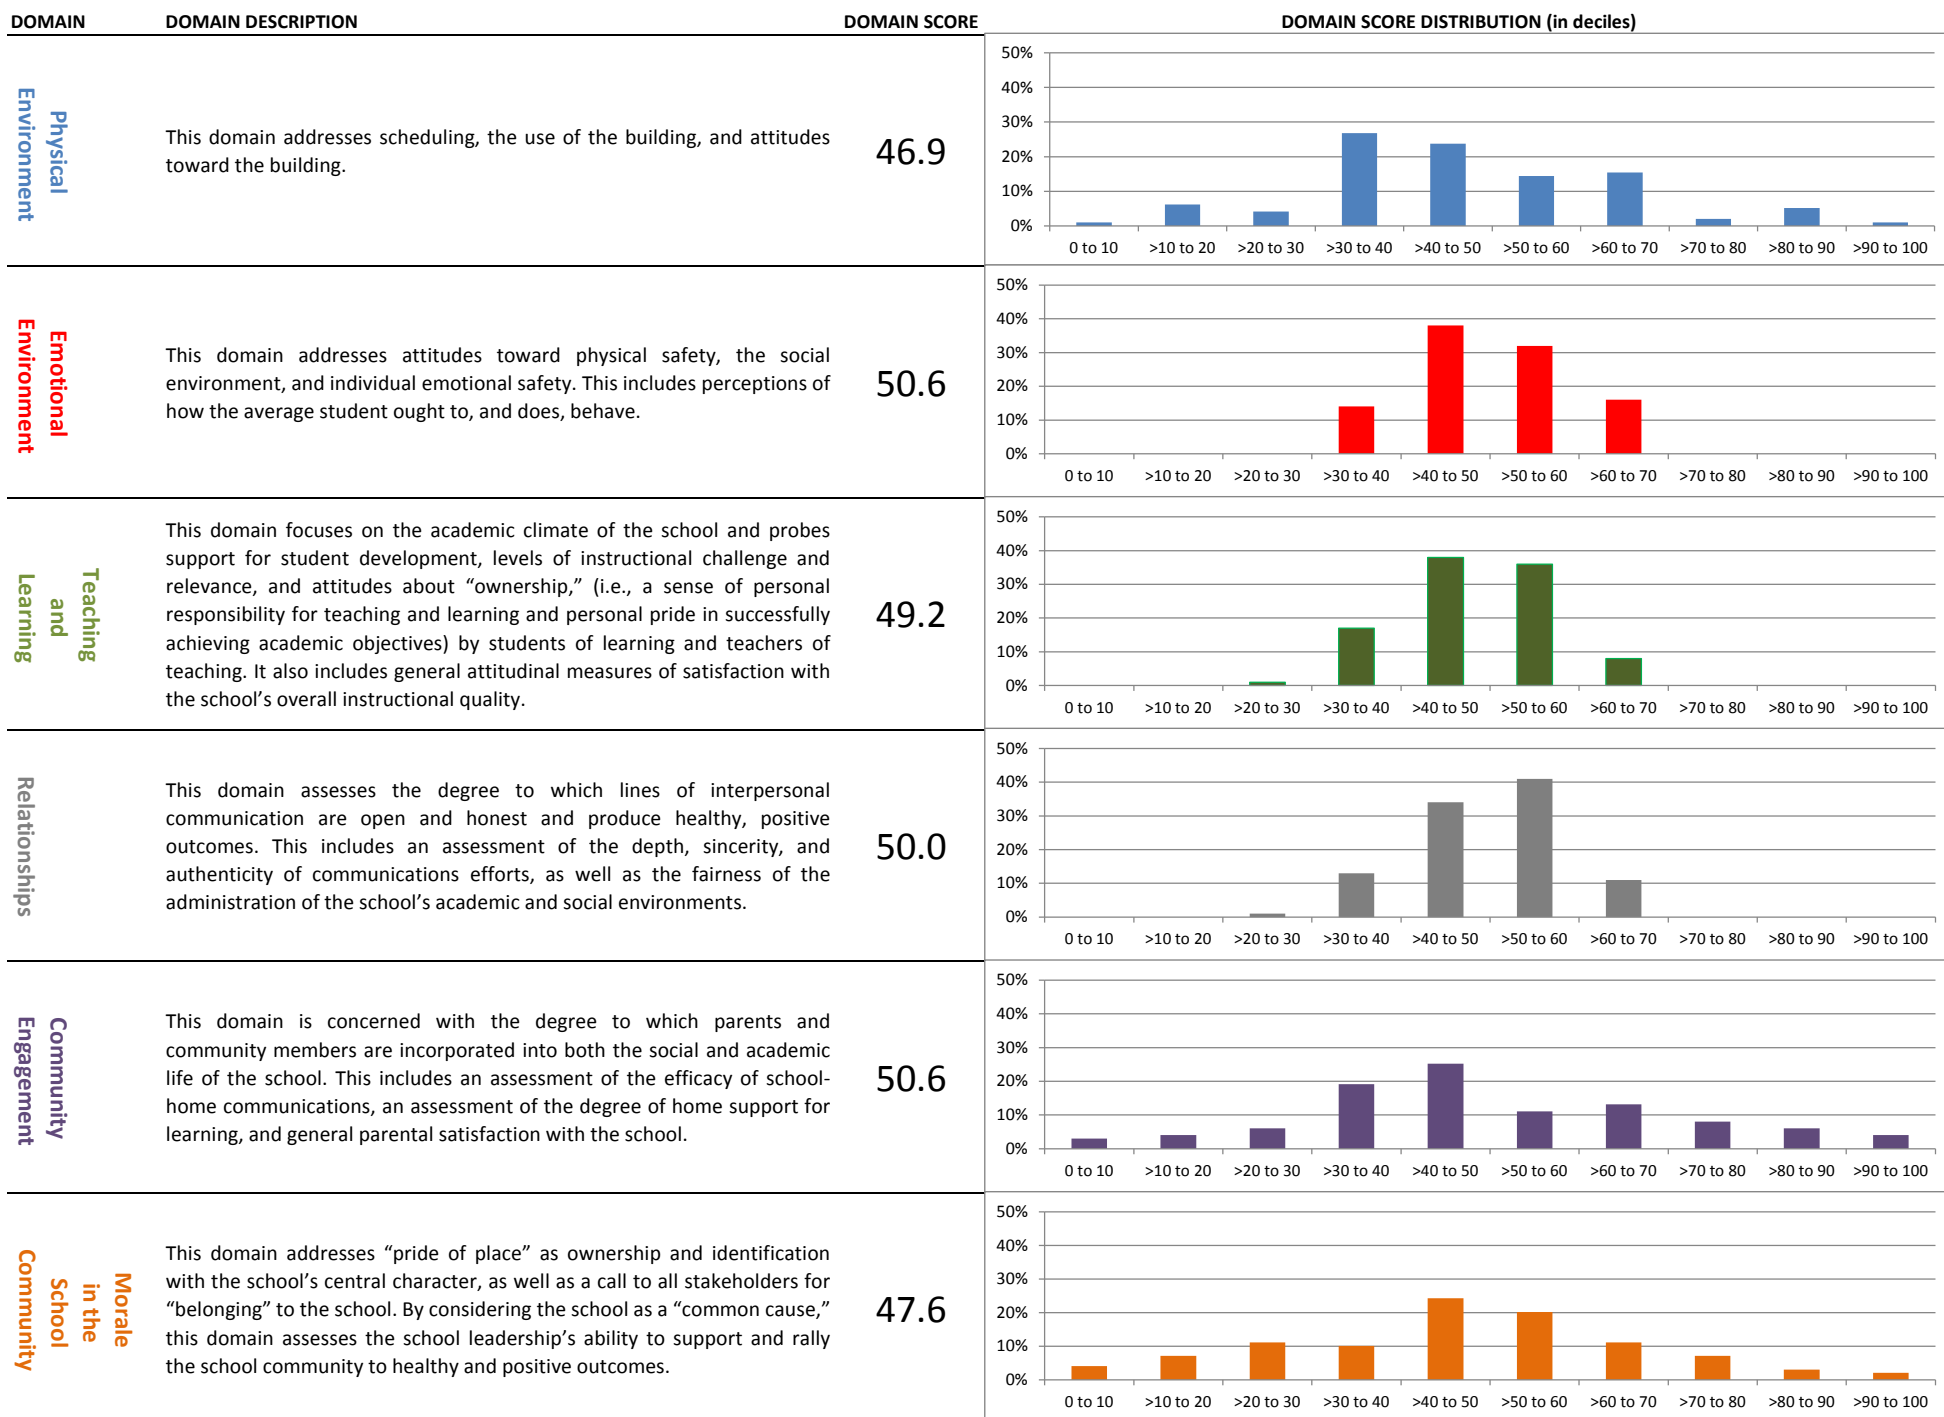 DOMAIN DOMAIN DESCRIPTION DOMAIN SCORE DOMAIN SCORE DISTRIBUTION (in deciles)
Physical
Environment
This domain addresses scheduling, the use of the building, and attitudes
toward the building.
46.9
50%
40%
30%
20%
10%
0%
0 to 10 >10 to 20 >20 to 30 >30 to 40 >40 to 50 >50 to 60 >60 to 70 >70 to 80 >80 to 90 >90 to 100
Emotional
Environment
This domain addresses attitudes toward physical safety, the social
environment, and individual emotional safety. This includes perceptions of
how the average student ought to, and does, behave.
50.6
50%
40%
30%
20%
10%
0%
0 to 10 >10 to 20 >20 to 30 >30 to 40 >40 to 50 >50 to 60 >60 to 70 >70 to 80 >80 to 90 >90 to 100
Teaching
and
Learning
This domain focuses on the academic climate of the school and probes
support for student development, levels of instructional challenge and
relevance, and attitudes about “ownership,” (i.e., a sense of personal
responsibility for teaching and learning and personal pride in successfully
achieving academic objectives) by students of learning and teachers of
teaching. It also includes general attitudinal measures of satisfaction with
the school’s overall instructional quality.
49.2
50%
40%
30%
20%
10%
0%
0 to 10 >10 to 20 >20 to 30 >30 to 40 >40 to 50 >50 to 60 >60 to 70 >70 to 80 >80 to 90 >90 to 100
Relationships
This domain assesses the degree to which lines of interpersonal
communication are open and honest and produce healthy, positive
outcomes. This includes an assessment of the depth, sincerity, and
authenticity of communications efforts, as well as the fairness of the
administration of the school’s academic and social environments.
50.0
50%
40%
30%
20%
10%
0%
0 to 10 >10 to 20 >20 to 30 >30 to 40 >40 to 50 >50 to 60 >60 to 70 >70 to 80 >80 to 90 >90 to 100
Community
Engagement
This domain is concerned with the degree to which parents and
community members are incorporated into both the social and academic
life of the school. This includes an assessment of the efficacy of school-
home communications, an assessment of the degree of home support for
learning, and general parental satisfaction with the school.
50.6
50%
40%
30%
20%
10%
0%
0 to 10 >10 to 20 >20 to 30 >30 to 40 >40 to 50 >50 to 60 >60 to 70 >70 to 80 >80 to 90 >90 to 100
Morale
in the
School
Community
This domain addresses “pride of place” as ownership and identification
with the school’s central character, as well as a call to all stakeholders for
“belonging” to the school. By considering the school as a “common cause,”
this domain assesses the school leadership’s ability to support and rally
the school community to healthy and positive outcomes.
47.6
50%
40%
30%
20%
10%
0%
0 to 10 >10 to 20 >20 to 30 >30 to 40 >40 to 50 >50 to 60 >60 to 70 >70 to 80 >80 to 90 >90 to 100